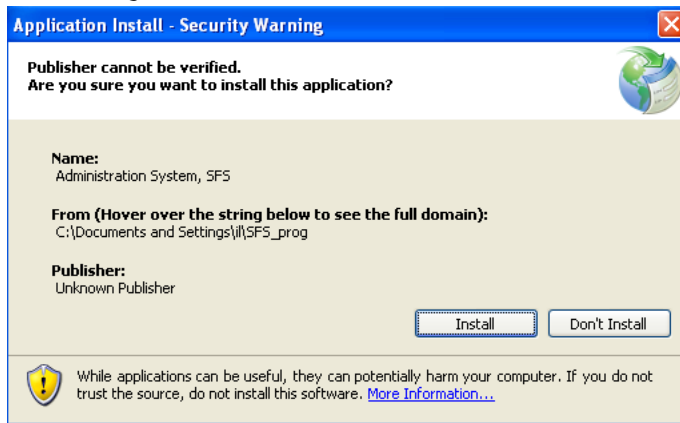 Application Install - Security Warning
Publisher cannot be verified.
Are you sure you want to install this application?
Name:
Administration System, SFS
From (Hover over the string below to see the full domain):
C:\Documents and Settings\il\SFS_prog
Publisher:
Unknown Publisher
Install
Don't Install
While applications can be useful, they can potentially harm your computer. If you do not
trust the source, do not install this software. More Information...